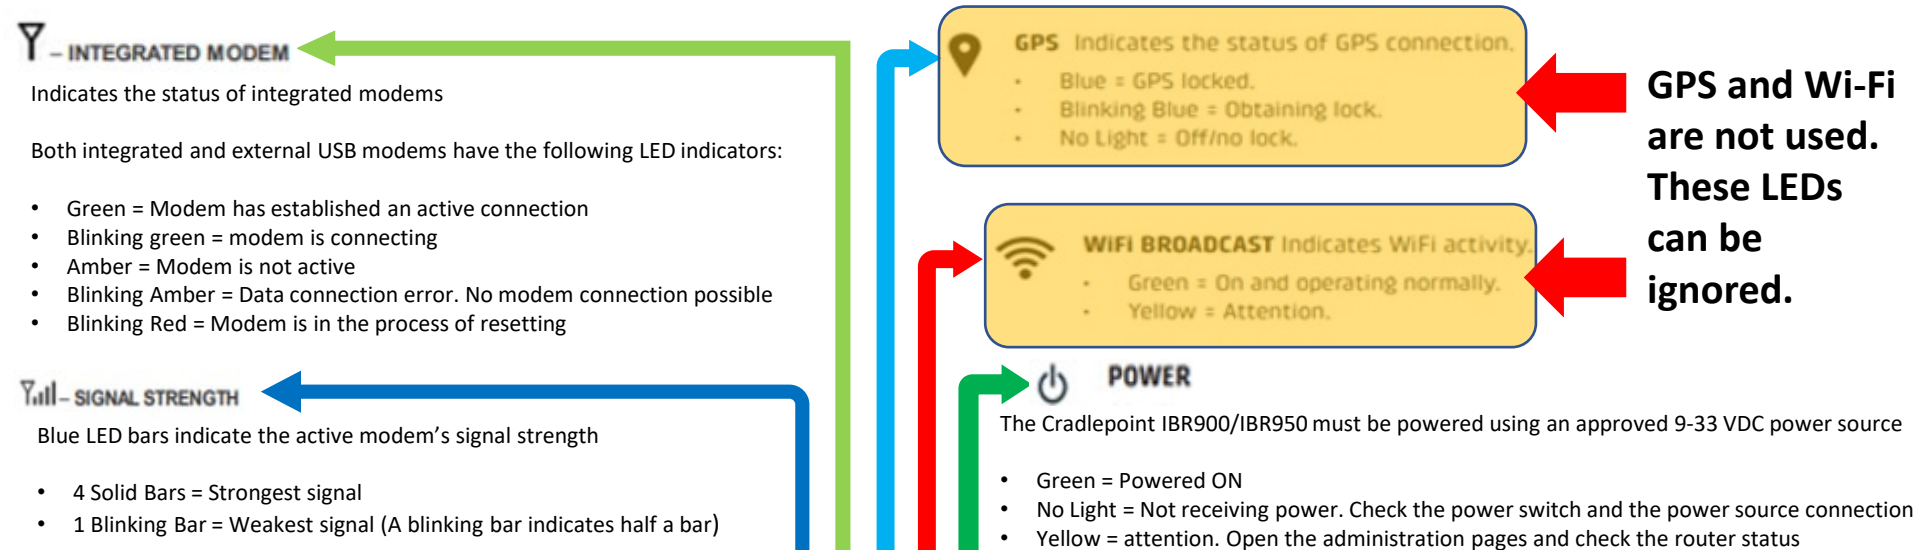 – INTEGRATED MODEM
Indicates the status of integrated modems
Both integrated and external USB modems have the following LED indicators:
• Green = Modem has established an active connection
• Blinking green = modem is connecting
• Amber = Modem is not active
• Blinking Amber = Data connection error. No modem connection possible
• Blinking Red = Modem is in the process of resetting
– SIGNAL STRENGTH
Blue LED bars indicate the active modem's signal strength
• 4 Solid Bars = Strongest signal
• 1 Blinking Bar = Weakest signal (A blinking bar indicates half a bar)
GPS Indicates the status of GPS connection.
• Blue = GPS locked.
• Blinking Blue = Obtaining lock.
• No Light = Off/no lock.
WiFi BROADCAST Indicates WiFi activity.
• Green = On and operating normally.
• Yellow = Attention.
GPS and Wi-Fi
are not used.
These LEDs
can be
ignored.
POWER
The Cradlepoint IBR900/IBR950 must be powered using an approved 9-33 VDC power source
• Green = Powered ON
• No Light = Not receiving power. Check the power switch and the power source connection
• Yellow = attention. Open the administration pages and check the router status